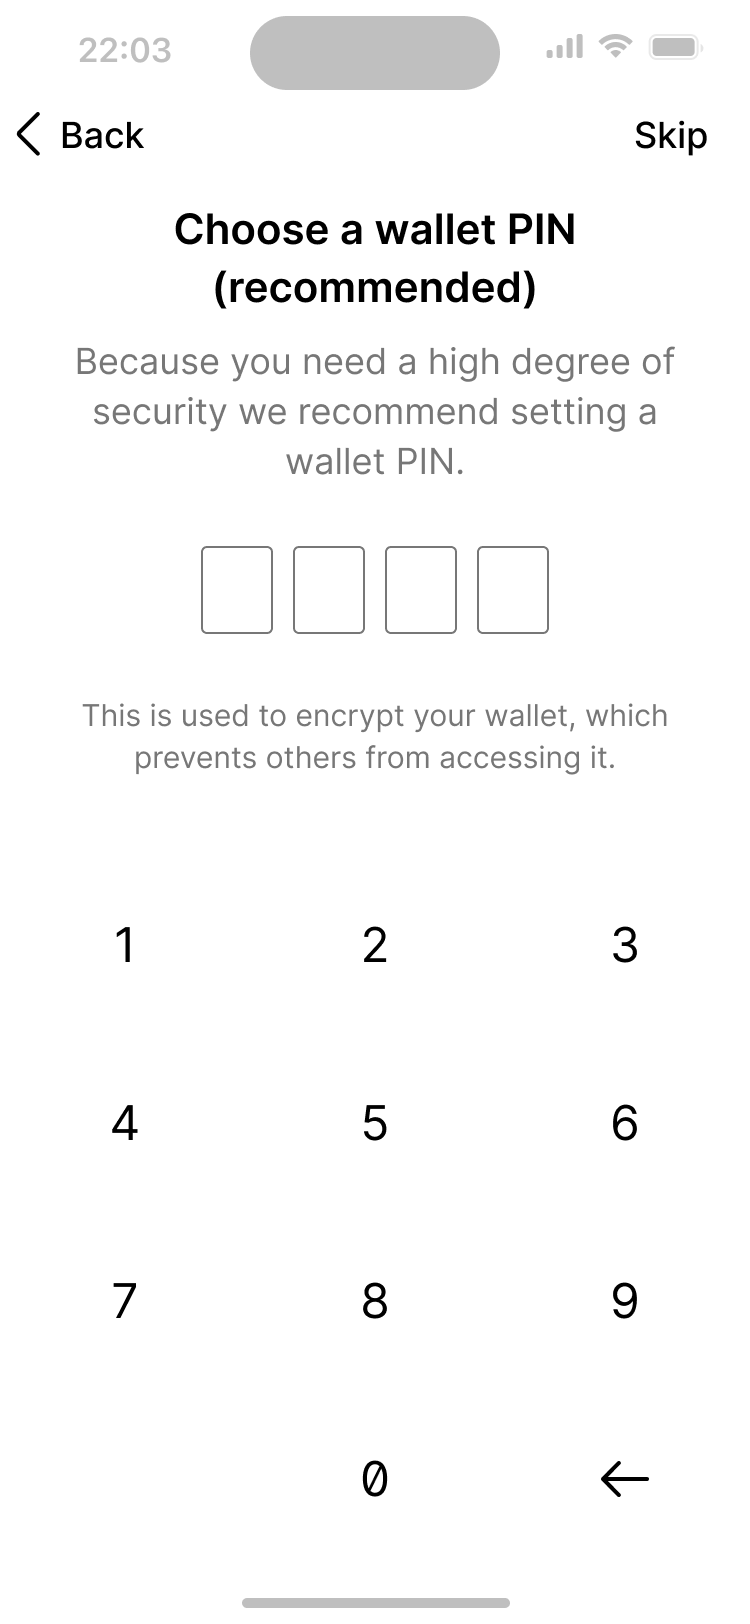 22:03
Back
Skip
Choose a wallet PIN
(recommended)
Because you need a high degree of
security we recommend setting a
wallet PIN.
This is used to encrypt your wallet, which
prevents others from accessing it.
1 2 3
4 5 6
7 8 9
0